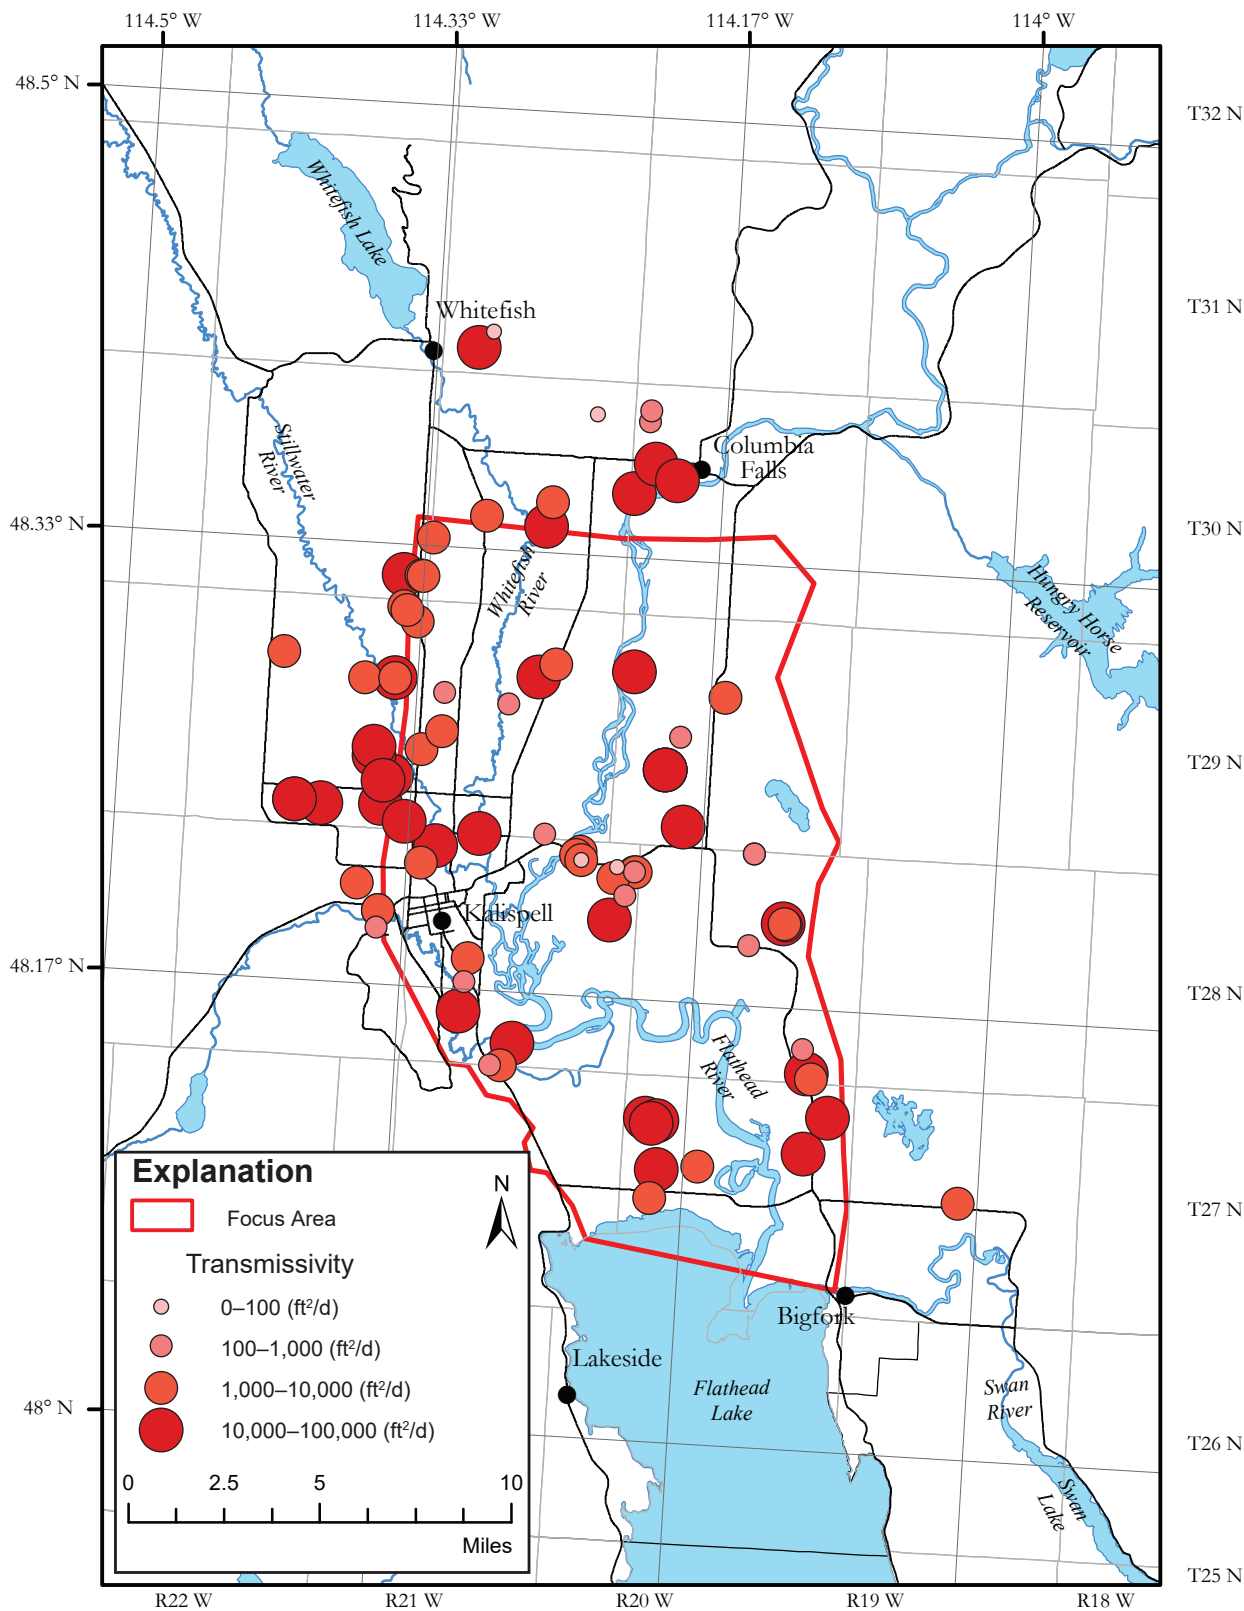 114.5° W
114.33° W
114.17° W
114° W
48.5° N
T32 N
Whitefish Lake
T31 N
Whitefish
Columbia
Falls
Stillwater
River
48.33° N
T30 N
Whitefish
River
Hungry Horse
Reservoir
T29 N
Kalispell
48.17° N
T28 N
Flathead
River
Explanation
Focus Area
N
T27 N
Transmissivity
0–100 (ft²/d)
100–1,000 (ft²/d)
1,000–10,000 (ft²/d)
10,000–100,000 (ft²/d)
0
2.5
5
10
Miles
Bigfork
Lakeside
Flathead
Lake
Swan
River
48° N
T26 N
Swan
Lake
T25 N
R22 W
R21 W
R20 W
R19 W
R18 W